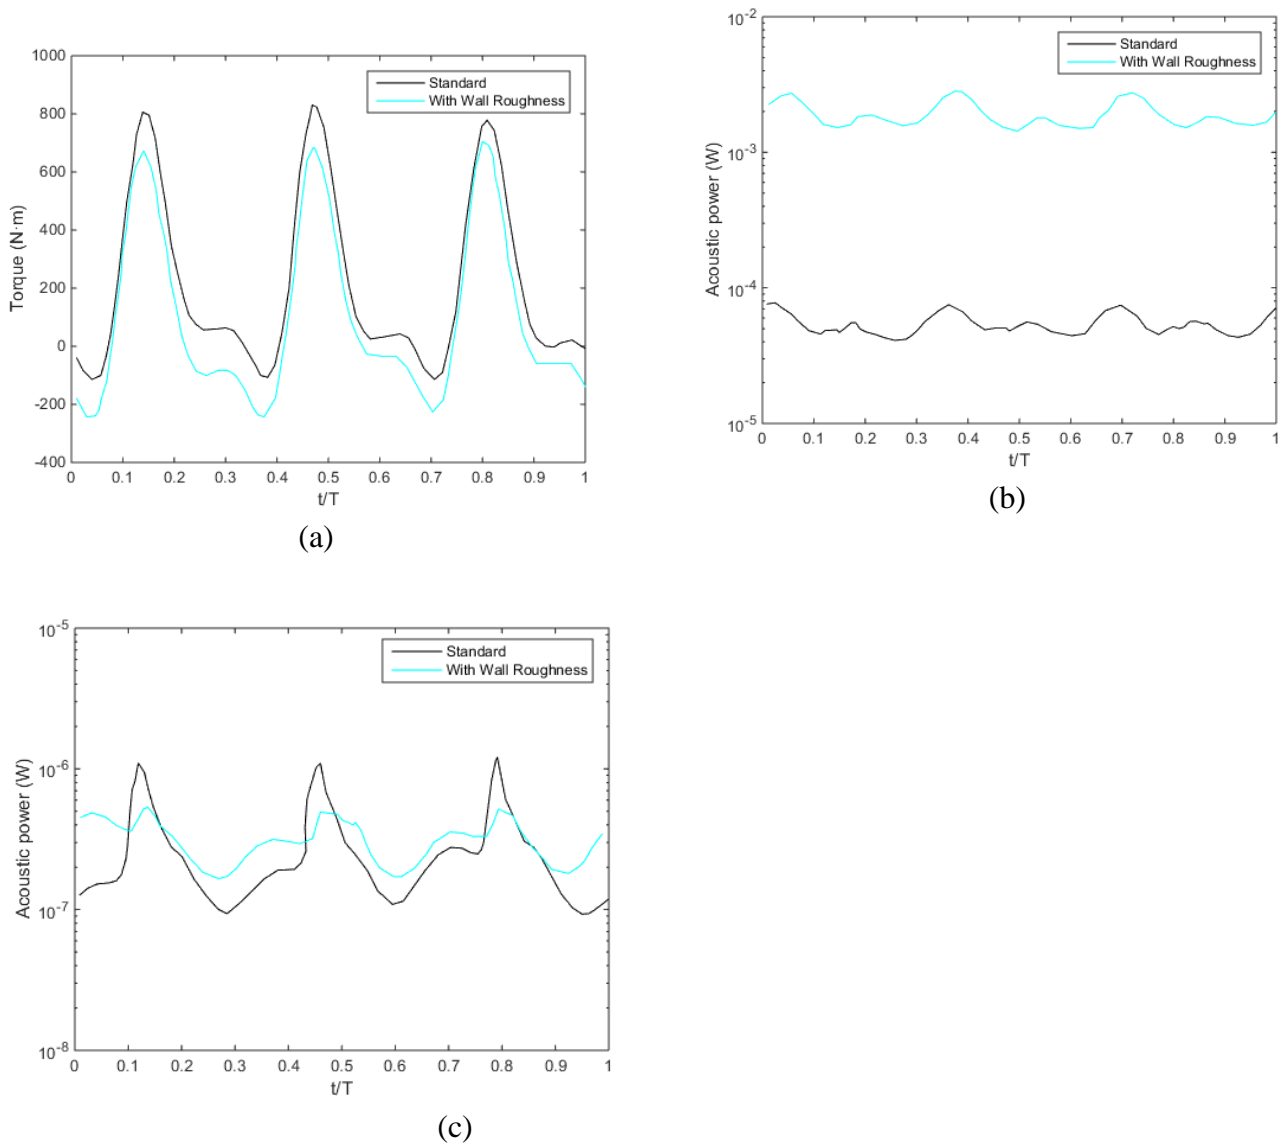 1000
800
600
400
200
0
-200
-400
Torque (N·m)
Standard
With Wall Roughness
0 0.1 0.2 0.3 0.4 0.5 0.6 0.7 0.8 0.9 1
t/T
(a)
10-2
10-3
10-4
10-5
Acoustic power (W)
Standard
With Wall Roughness
0 0.1 0.2 0.3 0.4 0.5 0.6 0.7 0.8 0.9 1
t/T
(b)
10-5
10-6
10-7
10-8
Acoustic power (W)
Standard
With Wall Roughness
0 0.1 0.2 0.3 0.4 0.5 0.6 0.7 0.8 0.9 1
t/T
(c)